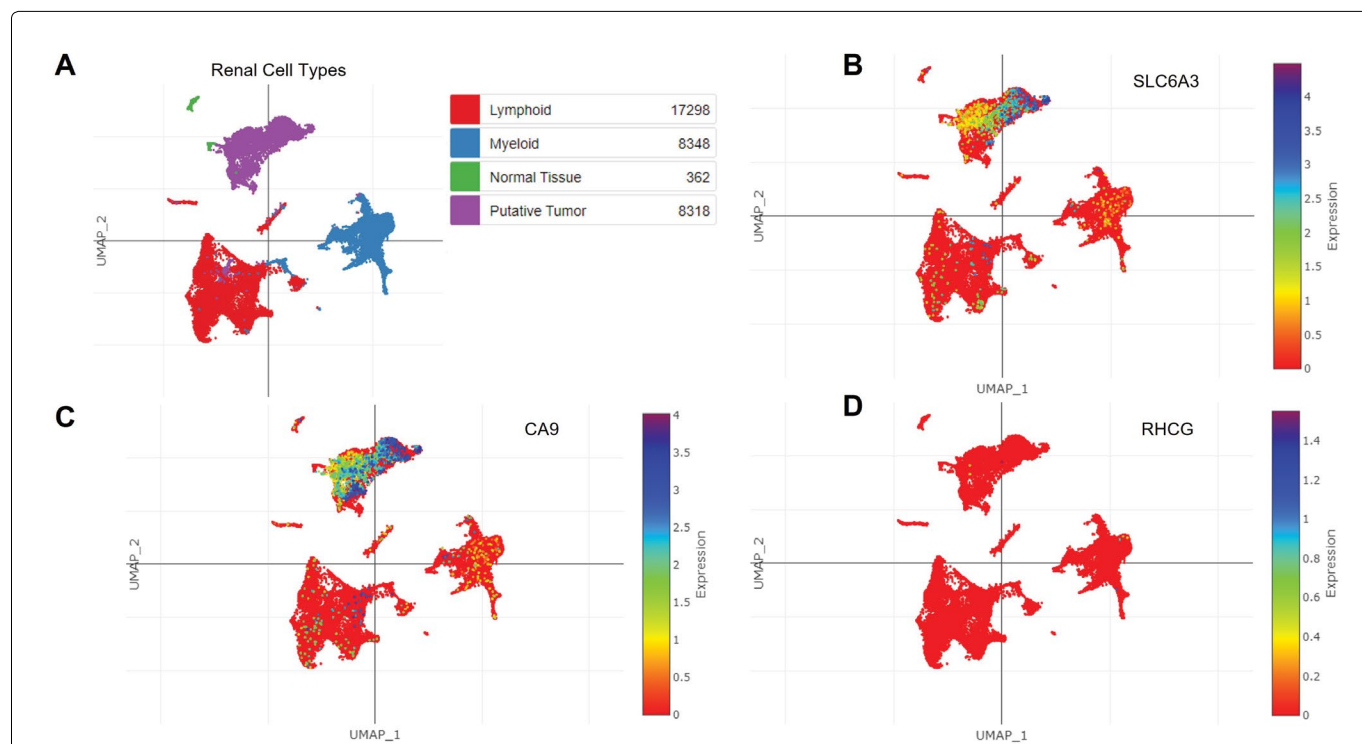 A
Renal Cell Types
Lymphoid 17298
Myeloid 8348
Normal Tissue 362
Putative Tumor 8318
UMAP_2
B
SLC6A3
UMAP_2
UMAP_1
4
3.5
3
2.5
2
1.5
1
0.5
0
Expression
C
CA9
UMAP_2
UMAP_1
4
3.5
3
2.5
2
1.5
1
0.5
0
Expression
D
RHCG
UMAP_2
UMAP_1
1.4
1.2
1
0.8
0.6
0.4
0.2
0
Expression